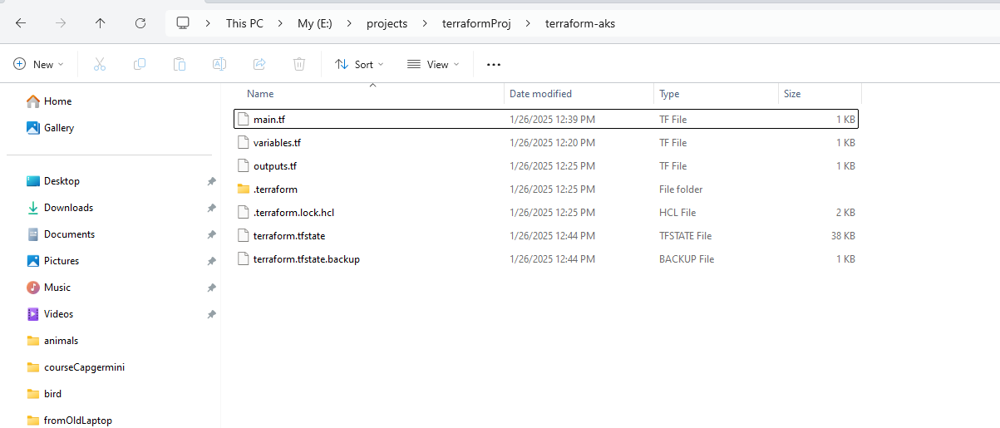 This PC > My (E:) > projects > terraformProj > terraform-aks
New Sort View ...
Name Date modified Type Size
Home
Gallery
Desktop
Downloads
Documents
Pictures
Music
Videos
animals
courseCapgermini
bird
fromOldLaptop
main.tf 1/26/2025 12:39 PM TF File 1 KB
variables.tf 1/26/2025 12:20 PM TF File 1 KB
outputs.tf 1/26/2025 12:25 PM TF File 1 KB
.terraform 1/26/2025 12:25 PM File folder
.terraform.lock.hcl 1/26/2025 12:25 PM HCL File 2 KB
terraform.tfstate 1/26/2025 12:44 PM TFSTATE File 38 KB
terraform.tfstate.backup 1/26/2025 12:44 PM BACKUP File 1 KB